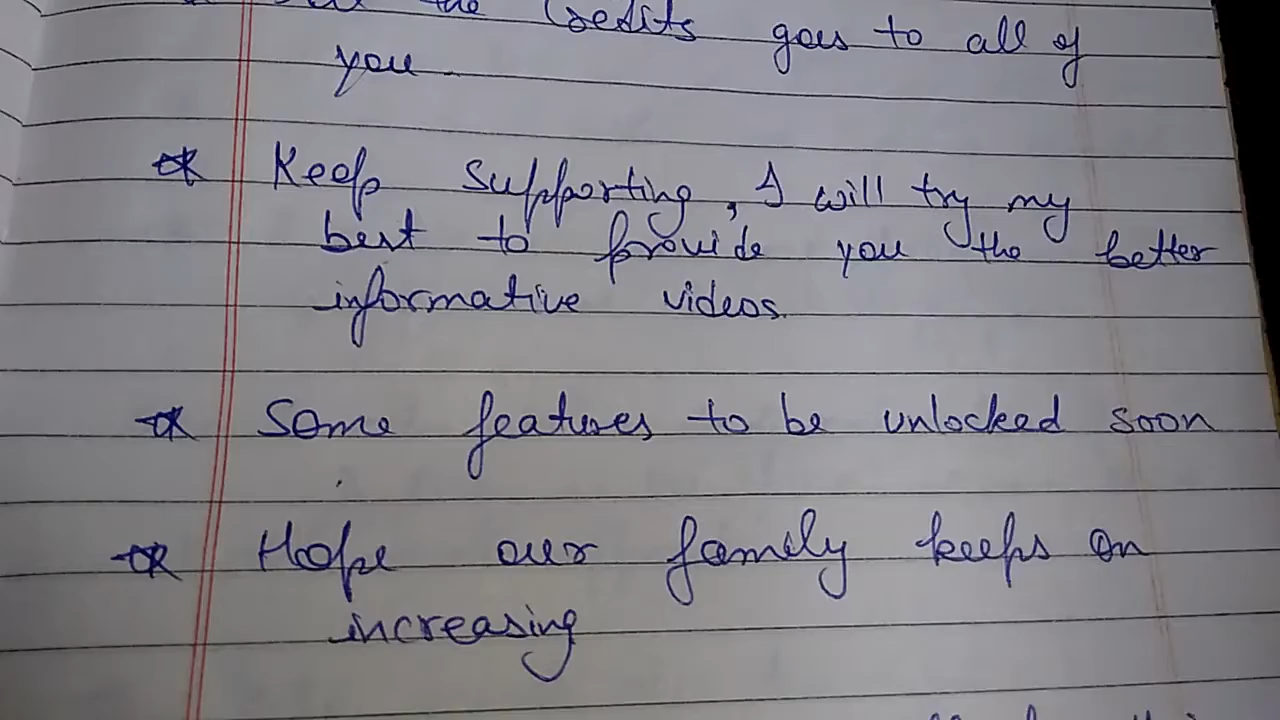 the Credits goes to all of
you.
* Keep supporting, I will try my
best to provide you the better
informative videos.
* Some features to be unlocked soon
* Hope our family keeps on
increasing